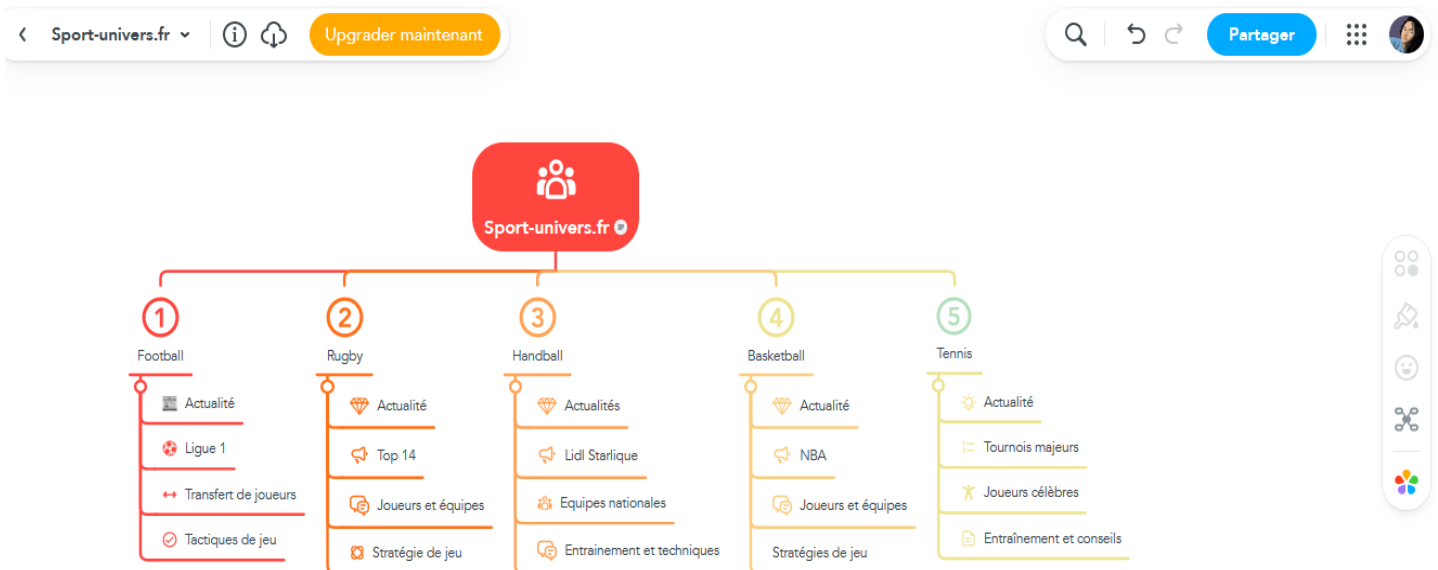 Sport-univers.fr
Upgrader maintenant
Partager
Sport-univers.fr
1
2
3
4
5
Football
Rugby
Handball
Basketball
Tennis
Actualité
Ligue 1
Transfert de joueurs
Tactiques de jeu
Actualité
Top 14
Joueurs et équipes
Stratégie de jeu
Actualités
Lidl Starlique
Equipes nationales
Entrainement et techniques
Actualité
NBA
Joueurs et équipes
Stratégies de jeu
Actualité
Tournois majeurs
Joueurs célèbres
Entraînement et conseils